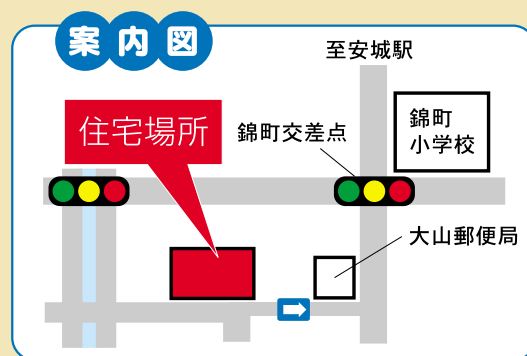 案内図
至安城駅
錦町
小学校
住宅場所
錦町交差点
大山郵便局